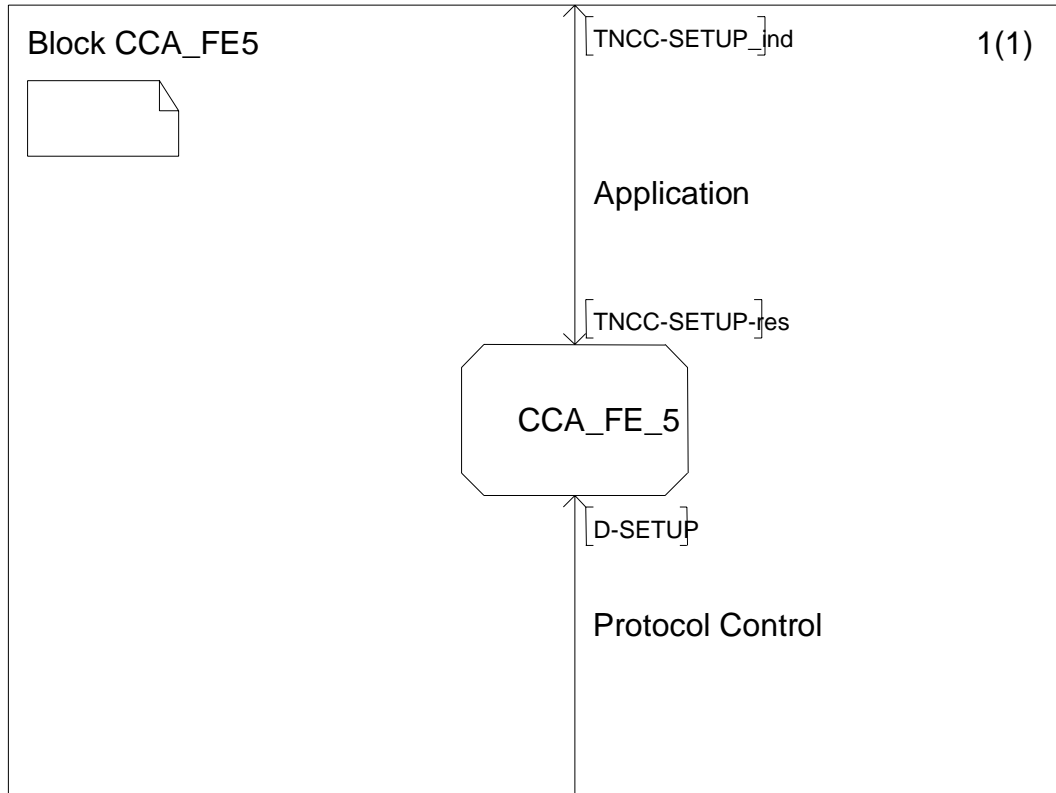 Block CCA_FE5
[TNCC-SETUP_ind]
1(1)
Application
[TNCC-SETUP-res]
CCA_FE_5
[D-SETUP]
Protocol Control